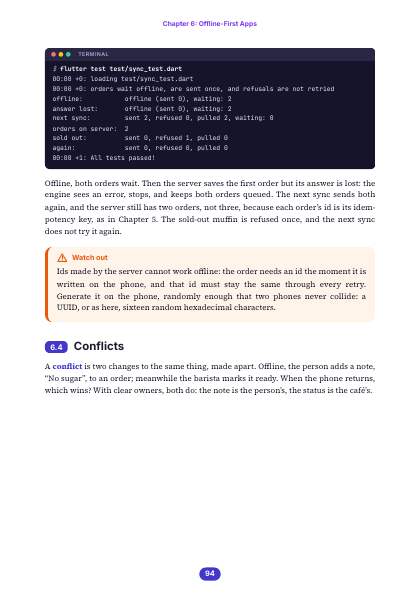 Chapter 6: Offline-First Apps
TERMINAL
$ flutter test test/sync_test.dart
00:00 +0: loading test/sync_test.dart
00:00 +0: orders wait offline, are sent once, and refusals are not retried
offline: offline (sent 0), waiting: 2
answer lost: offline (sent 0), waiting: 2
next sync: sent 2, refused 0, pulled 2, waiting: 0
orders on server: 2
sold out: sent 0, refused 1, pulled 0
again: sent 0, refused 0, pulled 0
00:00 +1: All tests passed!
Offline, both orders wait. Then the server saves the first order but its answer is lost: the
engine sees an error, stops, and keeps both orders queued. The next sync sends both
again, and the server still has two orders, not three, because each order's id is its idem-
potency key, as in Chapter 5. The sold-out muffin is refused once, and the next sync
does not try it again.
Watch out
Ids made by the server cannot work offline: the order needs an id the moment it is
written on the phone, and that id must stay the same through every retry.
Generate it on the phone, randomly enough that two phones never collide: a
UUID, or as here, sixteen random hexadecimal characters.
6.4 Conflicts
A conflict is two changes to the same thing, made apart. Offline, the person adds a note,
“No sugar”, to an order; meanwhile the barista marks it ready. When the phone returns,
which wins? With clear owners, both do: the note is the person's, the status is the café's.
94